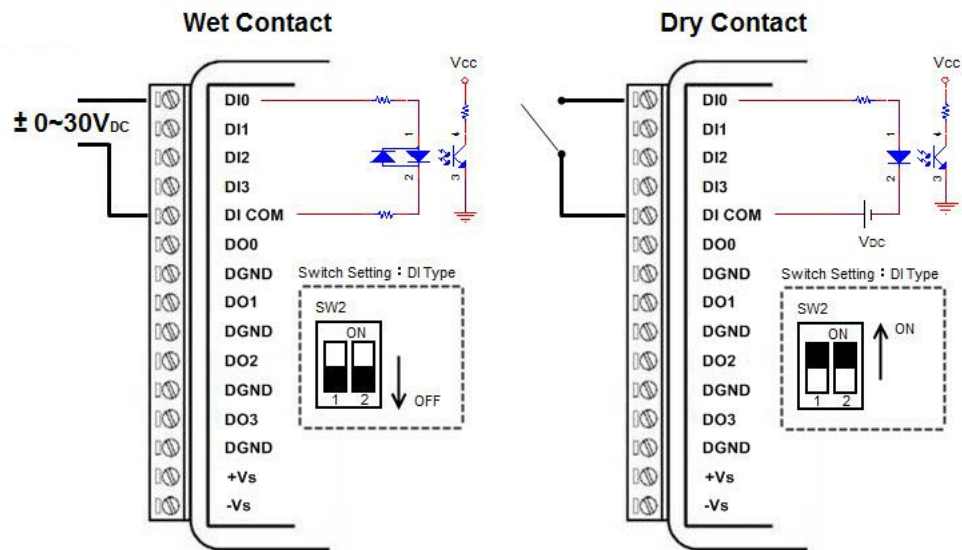 Wet Contact
± 0~30VDC
DI0
DI1
DI2
DI3
DI COM
DO0
DGND
DO1
DGND
DO2
DGND
DO3
DGND
+Vs
-Vs
Vcc
1
2
4
3
Switch Setting : DI Type
SW2
ON
1 2
OFF
Dry Contact
DI0
DI1
DI2
DI3
DI COM
DO0
DGND
DO1
DGND
DO2
DGND
DO3
DGND
+Vs
-Vs
Vcc
1
2
4
3
VDC
Switch Setting : DI Type
SW2
ON
1 2
ON